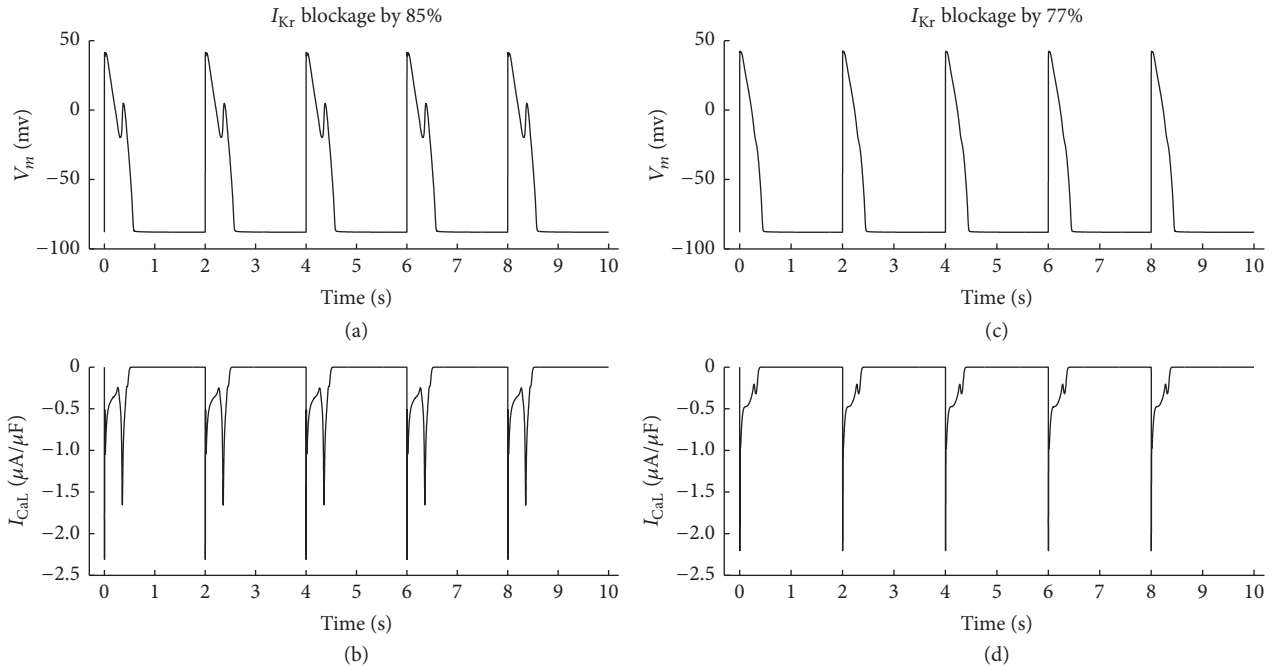 I_Kr blockage by 85%
50
0
−50
−100
V_m (mv)
0 1 2 3 4 5 6 7 8 9 10
Time (s)
(a)
0
−0.5
−1.0
−1.5
−2.0
−2.5
I_CaL (μA/μF)
0 1 2 3 4 5 6 7 8 9 10
Time (s)
(b)
I_Kr blockage by 77%
50
0
−50
−100
V_m (mv)
0 1 2 3 4 5 6 7 8 9 10
Time (s)
(c)
0
−0.5
−1.0
−1.5
−2.0
−2.5
I_CaL (μA/μF)
0 1 2 3 4 5 6 7 8 9 10
Time (s)
(d)